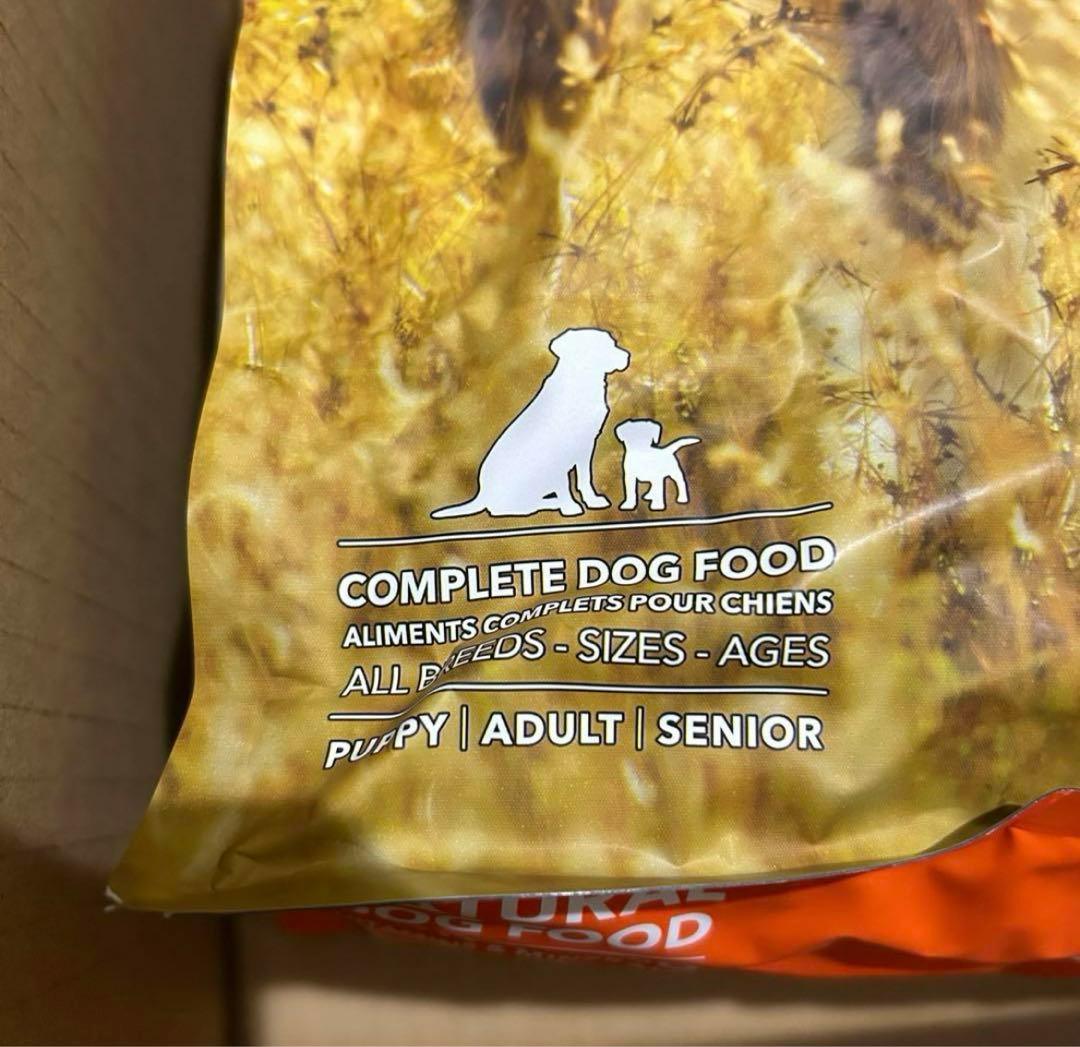 COMPLETE DOG FOOD
ALIMENTS COMPLETS POUR CHIENS
ALL BREEDS - SIZES - AGES
PUPPY | ADULT | SENIOR
DOG FOOD